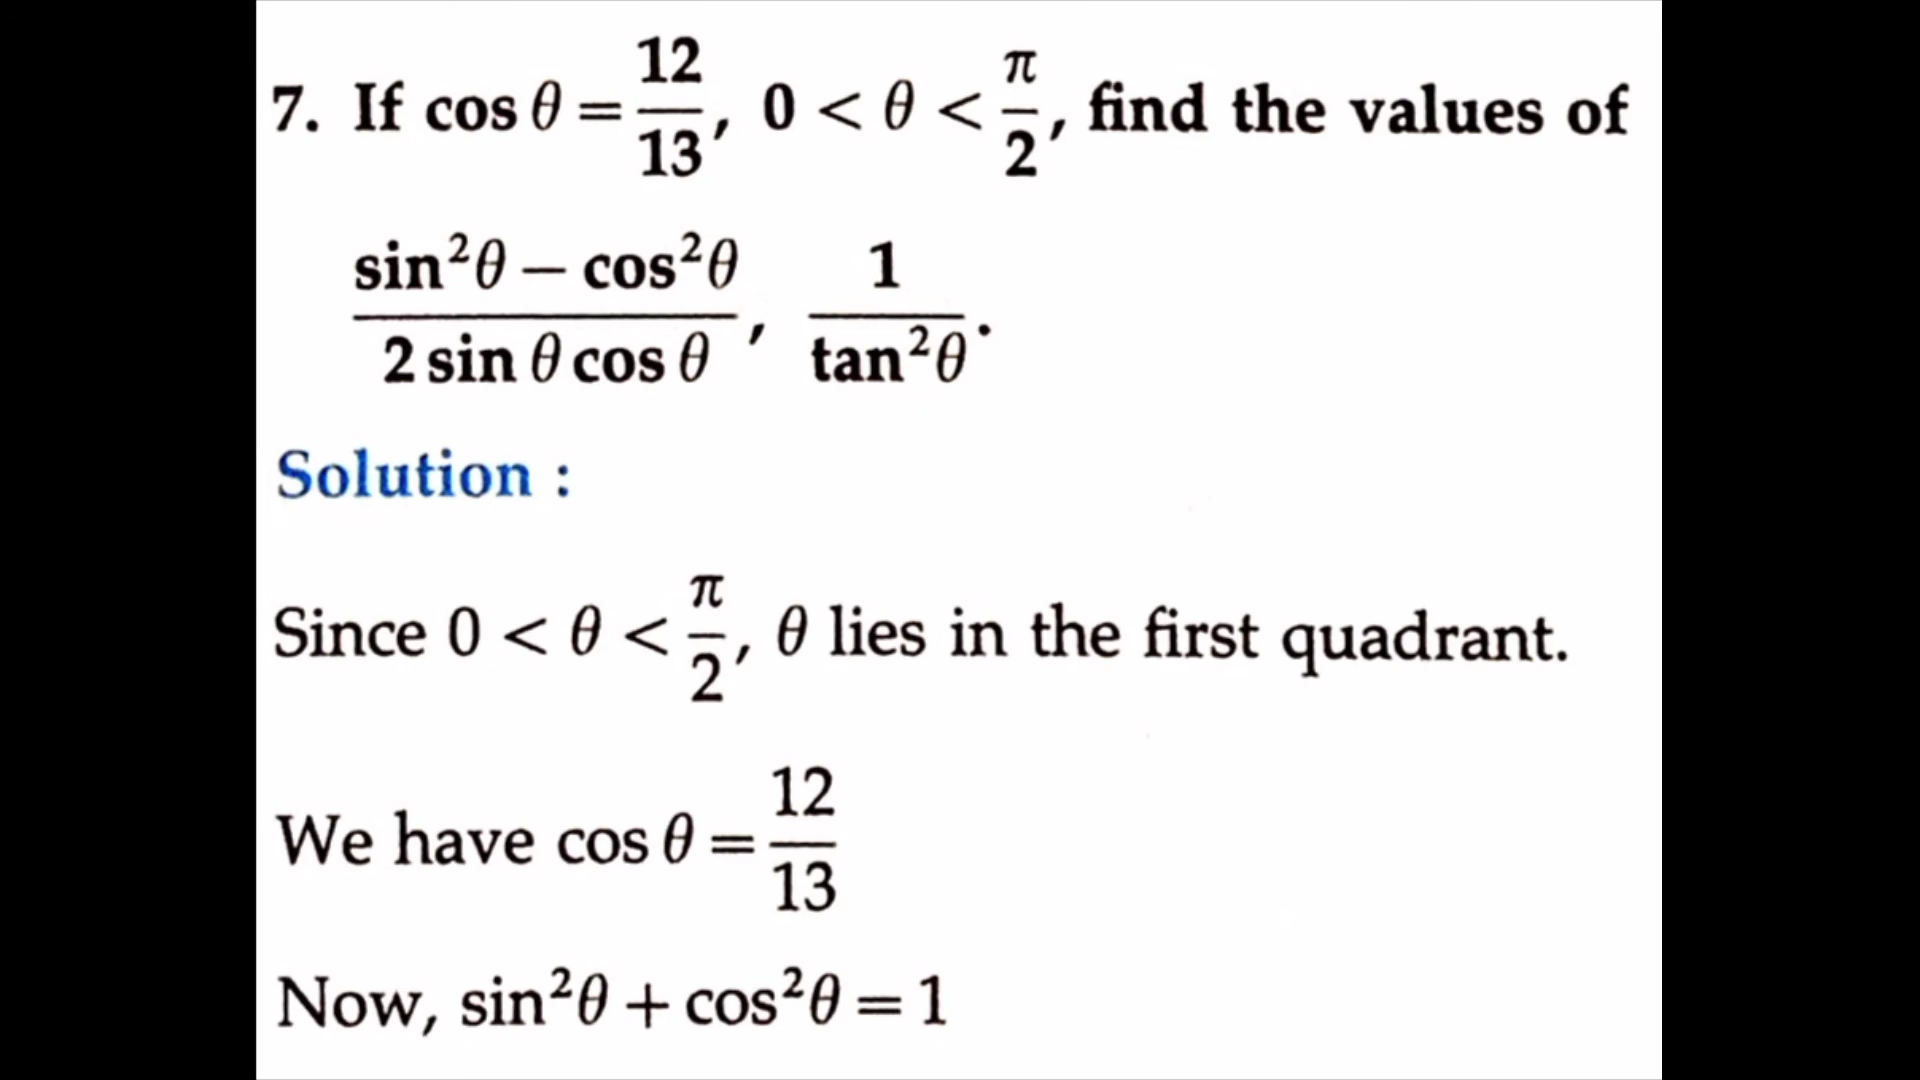 7. If cos θ = 12/13, 0 < θ < π/2, find the values of
sin²θ – cos²θ / 2 sin θ cos θ, 1 / tan²θ.
Solution :
Since 0 < θ < π/2, θ lies in the first quadrant.
We have cos θ = 12/13
Now, sin²θ + cos²θ = 1